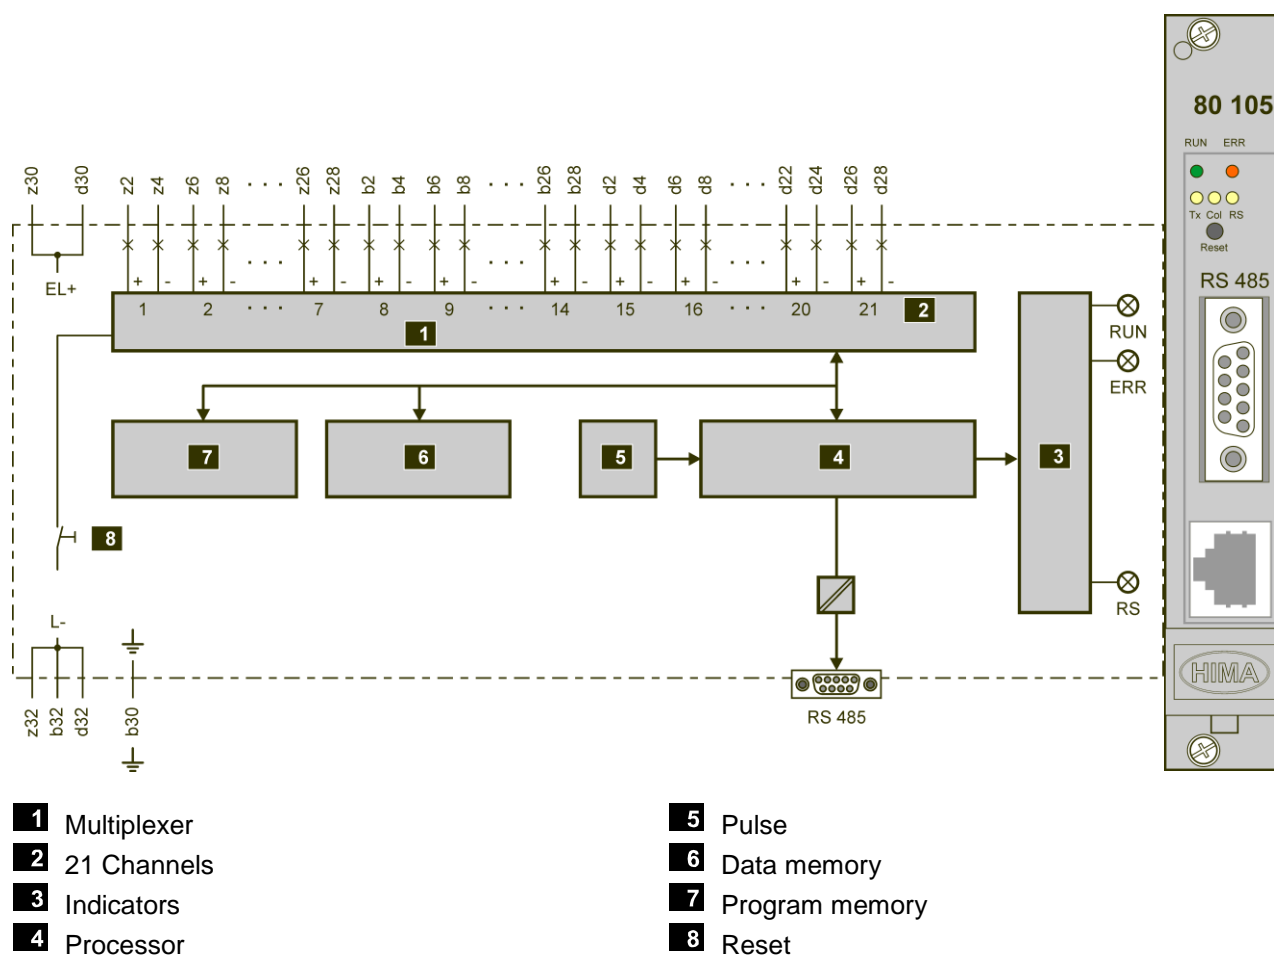 80 105
RUN ERR
z30 d30 z2 z4 z6 z8 · · · z26 z28 b2 b4 b6 b8 · · · b26 b28 d2 d4 d6 d8 · · · d22 d24 d26 d28
Tx Col RS
Reset
EL+
+ - + - · · · + - + - + - · · · + - + - + - · · · + - + -
RS 485
1 2 · · · 7 8 9 · · · 14 15 16 · · · 20 21 2
1
RUN
ERR
7 6 5 4 3
8
RS
L-
HIMA
z32 b32 d32 b30
RS 485
1 Multiplexer
2 21 Channels
3 Indicators
4 Processor
5 Pulse
6 Data memory
7 Program memory
8 Reset